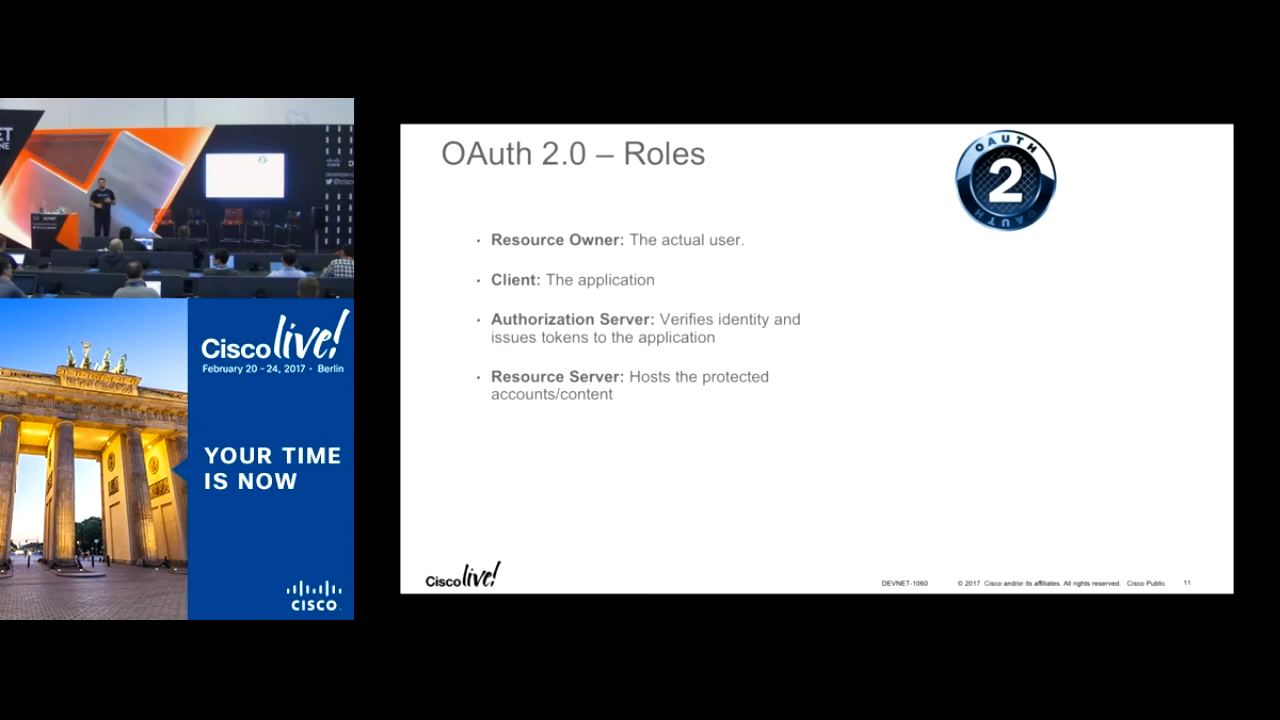 Cisco live!
February 20 - 24, 2017 · Berlin
YOUR TIME
IS NOW
CISCO.
OAuth 2.0 – Roles
OAUTH
2
OAUTH
· Resource Owner: The actual user.
· Client: The application
· Authorization Server: Verifies identity and
issues tokens to the application
· Resource Server: Hosts the protected
accounts/content
Cisco live!
DEVNET-1060 © 2017 Cisco and/or its affiliates. All rights reserved. Cisco Public 11